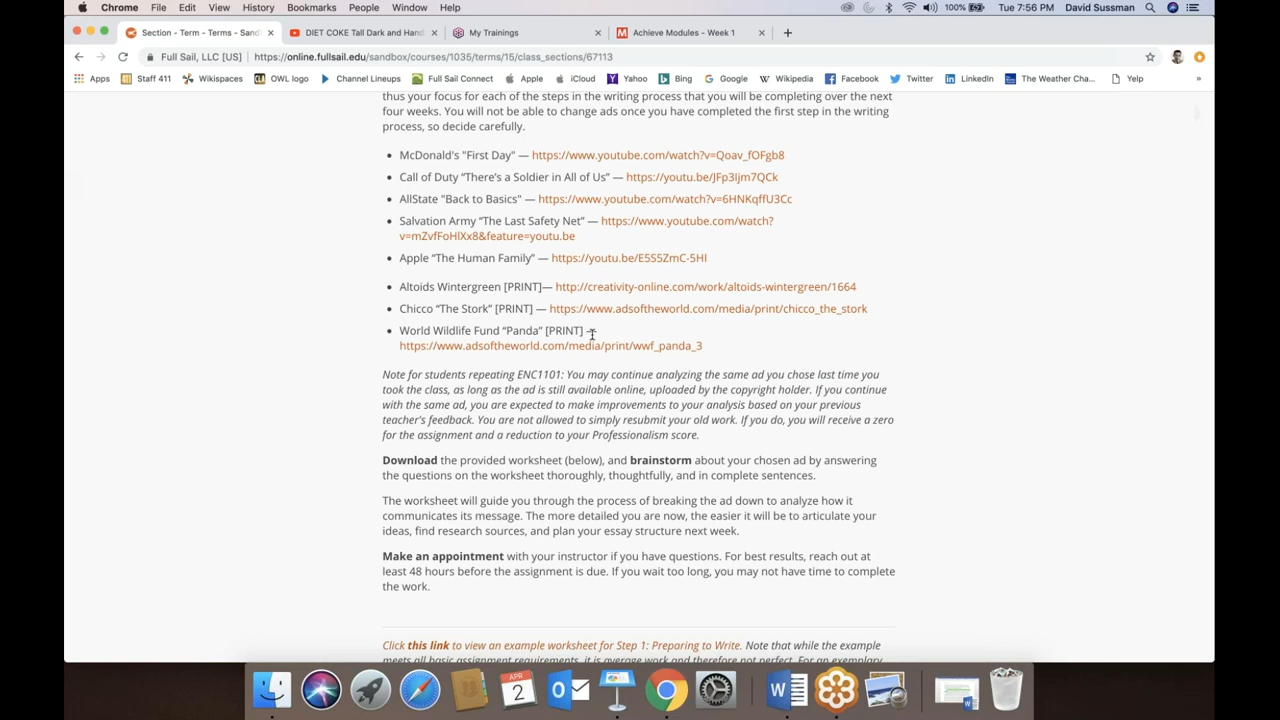 Chrome File Edit View History Bookmarks People Window Help 100% Tue 7:56 PM David Sussman
Section - Term - Terms - Sand DIET COKE Tall Dark and Hand My Trainings Achieve Modules - Week 1
Full Sail, LLC [US] https://online.fullsail.edu/sandbox/courses/1035/terms/15/class_sections/67113
Apps Staff 411 Wikispaces OWL logo Channel Lineups Full Sail Connect Apple iCloud Yahoo Bing Google Wikipedia Facebook Twitter LinkedIn The Weather Cha... Yelp »
thus your focus for each of the steps in the writing process that you will be completing over the next
four weeks. You will not be able to change ads once you have completed the first step in the writing
process, so decide carefully.
• McDonald's "First Day" — https://www.youtube.com/watch?v=Qoav_fOFgb8
• Call of Duty “There’s a Soldier in All of Us” — https://youtu.be/JFp3Ijm7QCk
• AllState "Back to Basics" — https://www.youtube.com/watch?v=6HNKqffU3Cc
• Salvation Army “The Last Safety Net” — https://www.youtube.com/watch?
v=mZvfFoHlXx8&feature=youtu.be
• Apple “The Human Family” — https://youtu.be/E5S5ZmC-5HI
• Altoids Wintergreen [PRINT]— http://creativity-online.com/work/altoids-wintergreen/1664
• Chicco “The Stork” [PRINT] — https://www.adsoftheworld.com/media/print/chicco_the_stork
• World Wildlife Fund “Panda” [PRINT] —
https://www.adsoftheworld.com/media/print/wwf_panda_3
Note for students repeating ENC1101: You may continue analyzing the same ad you chose last time you
took the class, as long as the ad is still available online, uploaded by the copyright holder. If you continue
with the same ad, you are expected to make improvements to your analysis based on your previous
teacher's feedback. You are not allowed to simply resubmit your old work. If you do, you will receive a zero
for the assignment and a reduction to your Professionalism score.
Download the provided worksheet (below), and brainstorm about your chosen ad by answering
the questions on the worksheet thoroughly, thoughtfully, and in complete sentences.
The worksheet will guide you through the process of breaking the ad down to analyze how it
communicates its message. The more detailed you are now, the easier it will be to articulate your
ideas, find research sources, and plan your essay structure next week.
Make an appointment with your instructor if you have questions. For best results, reach out at
least 48 hours before the assignment is due. If you wait too long, you may not have time to complete
the work.
Click this link to view an example worksheet for Step 1: Preparing to Write. Note that while the example
meets all basic assignment requirements, it is average work and therefore not perfect. For an exemplary
APR
2